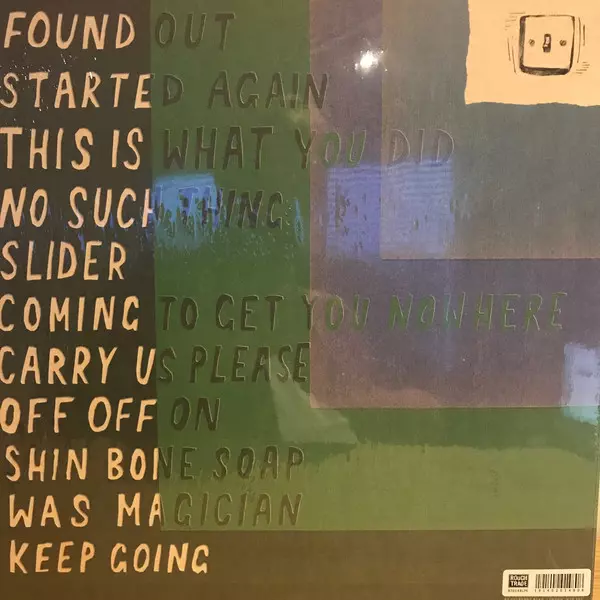 FOUND OUT
STARTED AGAIN
THIS IS WHAT YOU DID
NO SUCH THING
SLIDER
COMING TO GET YOU NOWHERE
CARRY US PLEASE
OFF OFF ON
SHIN BONE SOAP
WAS MAGICIAN
KEEP GOING
ROUGH
TRADE